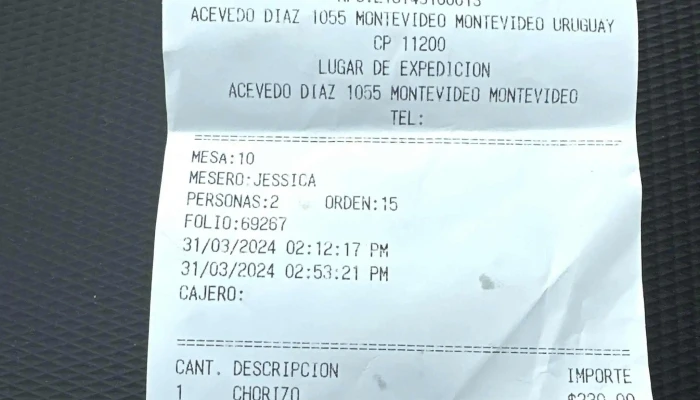 ACEVEDO DIAZ 1055 MONTEVIDEO MONTEVIDEO URUGUAY
CP 11200
LUGAR DE EXPEDICION
ACEVEDO DIAZ 1055 MONTEVIDEO MONTEVIDEO
TEL:
MESA:10
MESERO:JESSICA
PERSONAS:2 ORDEN:15
FOLIO:69267
31/03/2024 02:12:17 PM
31/03/2024 02:53:21 PM
CAJERO:
CANT. DESCRIPCION IMPORTE
1 CHORIZO